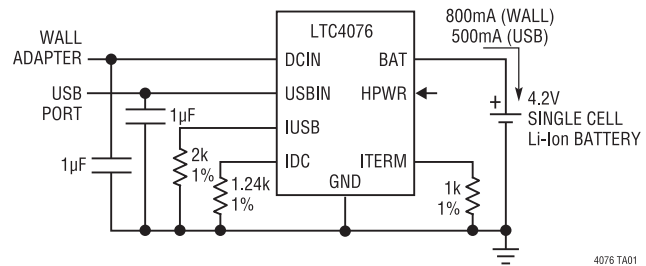 800mA (WALL)
500mA (USB)
LTC4076
WALL
ADAPTER
DCIN
BAT
USB
PORT
USBIN
HPWR
+
4.2V
SINGLE CELL
Li-Ion BATTERY
1µF
IUSB
1µF
2k
1%
IDC
ITERM
1.24k
1%
GND
1k
1%
4076 TA01